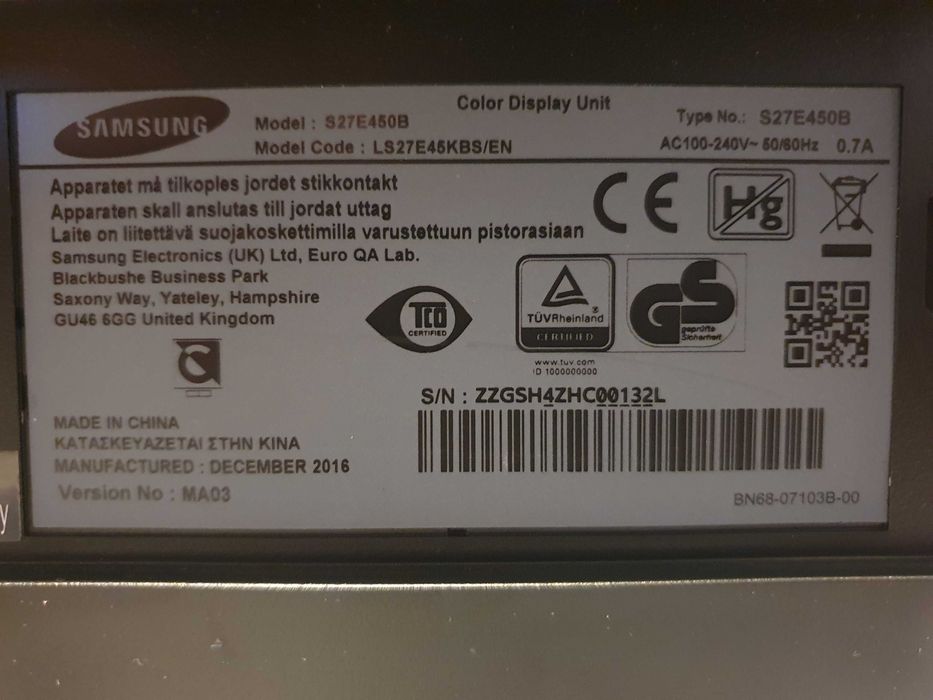 SAMSUNG
Color Display Unit
Model : S27E450B
Type No.: S27E450B
Model Code : LS27E45KBS/EN
AC100-240V~ 50/60Hz 0.7A
Apparatet må tilkoples jordet stikkontakt
Apparaten skall anslutas till jordat uttag
Laite on liitettävä suojakoskettimilla varustettuun pistorasiaan
Samsung Electronics (UK) Ltd, Euro QA Lab.
Blackbushe Business Park
Saxony Way, Yateley, Hampshire
GU46 6GG United Kingdom
CE
Hg
TCO
CERTIFIED
TÜVRheinland®
CERTIFIED
www.tuv.com
ID 1000000000
GS
geprüfte
Sicherheit
S/N : ZZGSH4ZHC00132L
MADE IN CHINA
ΚΑΤΑΣΚΕΥΑΖΕΤΑΙ ΣΤΗΝ ΚΙΝΑ
MANUFACTURED : DECEMBER 2016
Version No : MA03
BN68-07103B-00
y